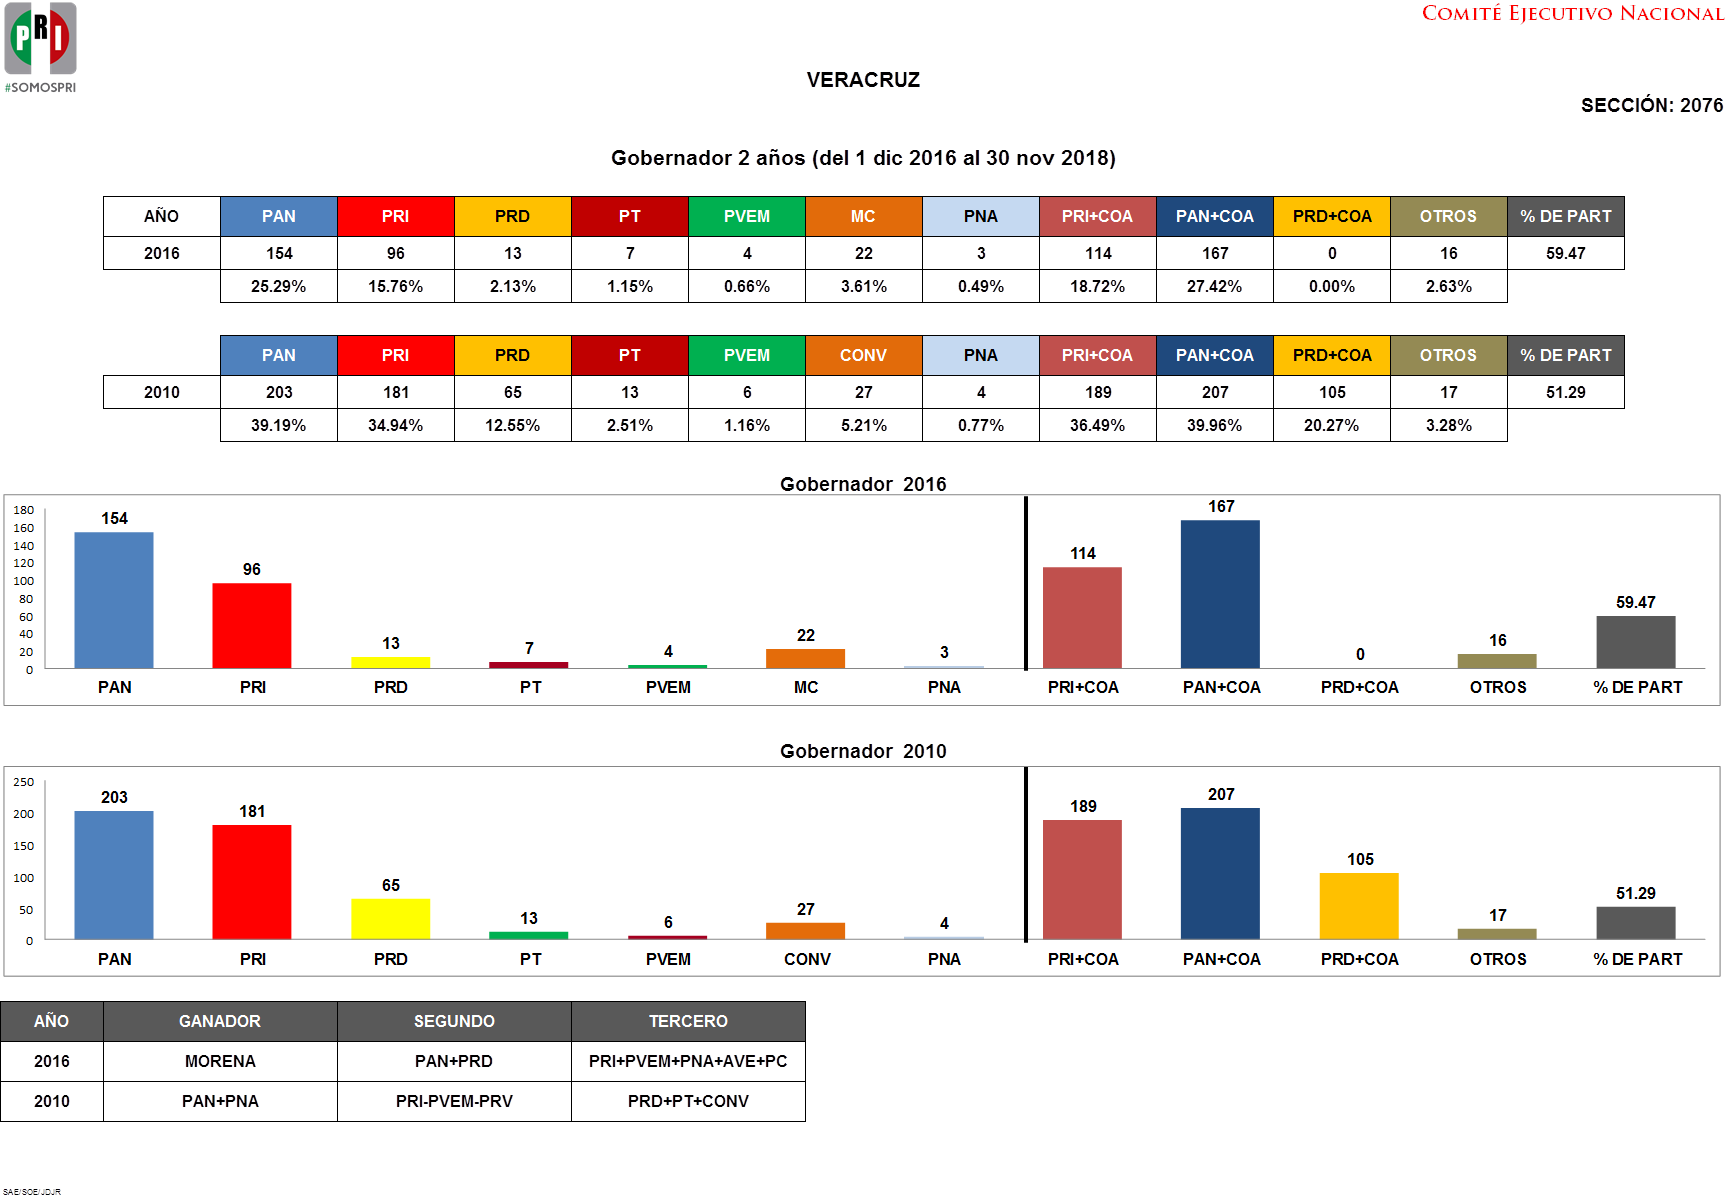 PRI
#SOMOSPRI
COMITÉ EJECUTIVO NACIONAL
VERACRUZ
SECCIÓN: 2076
Gobernador 2 años (del 1 dic 2016 al 30 nov 2018)
AÑO PAN PRI PRD PT PVEM MC PNA PRI+COA PAN+COA PRD+COA OTROS % DE PART
2016 154 96 13 7 4 22 3 114 167 0 16 59.47
25.29% 15.76% 2.13% 1.15% 0.66% 3.61% 0.49% 18.72% 27.42% 0.00% 2.63%
PAN PRI PRD PT PVEM CONV PNA PRI+COA PAN+COA PRD+COA OTROS % DE PART
2010 203 181 65 13 6 27 4 189 207 105 17 51.29
39.19% 34.94% 12.55% 2.51% 1.16% 5.21% 0.77% 36.49% 39.96% 20.27% 3.28%
Gobernador 2016
180
160
140
120
100
80
60
40
20
0
154 96 13 7 4 22 3 114 167 0 16 59.47
PAN PRI PRD PT PVEM MC PNA PRI+COA PAN+COA PRD+COA OTROS % DE PART
Gobernador 2010
250
200
150
100
50
0
203 181 65 13 6 27 4 189 207 105 17 51.29
PAN PRI PRD PT PVEM CONV PNA PRI+COA PAN+COA PRD+COA OTROS % DE PART
AÑO GANADOR SEGUNDO TERCERO
2016 MORENA PAN+PRD PRI+PVEM+PNA+AVE+PC
2010 PAN+PNA PRI-PVEM-PRV PRD+PT+CONV
SAE/SOE/JDJR